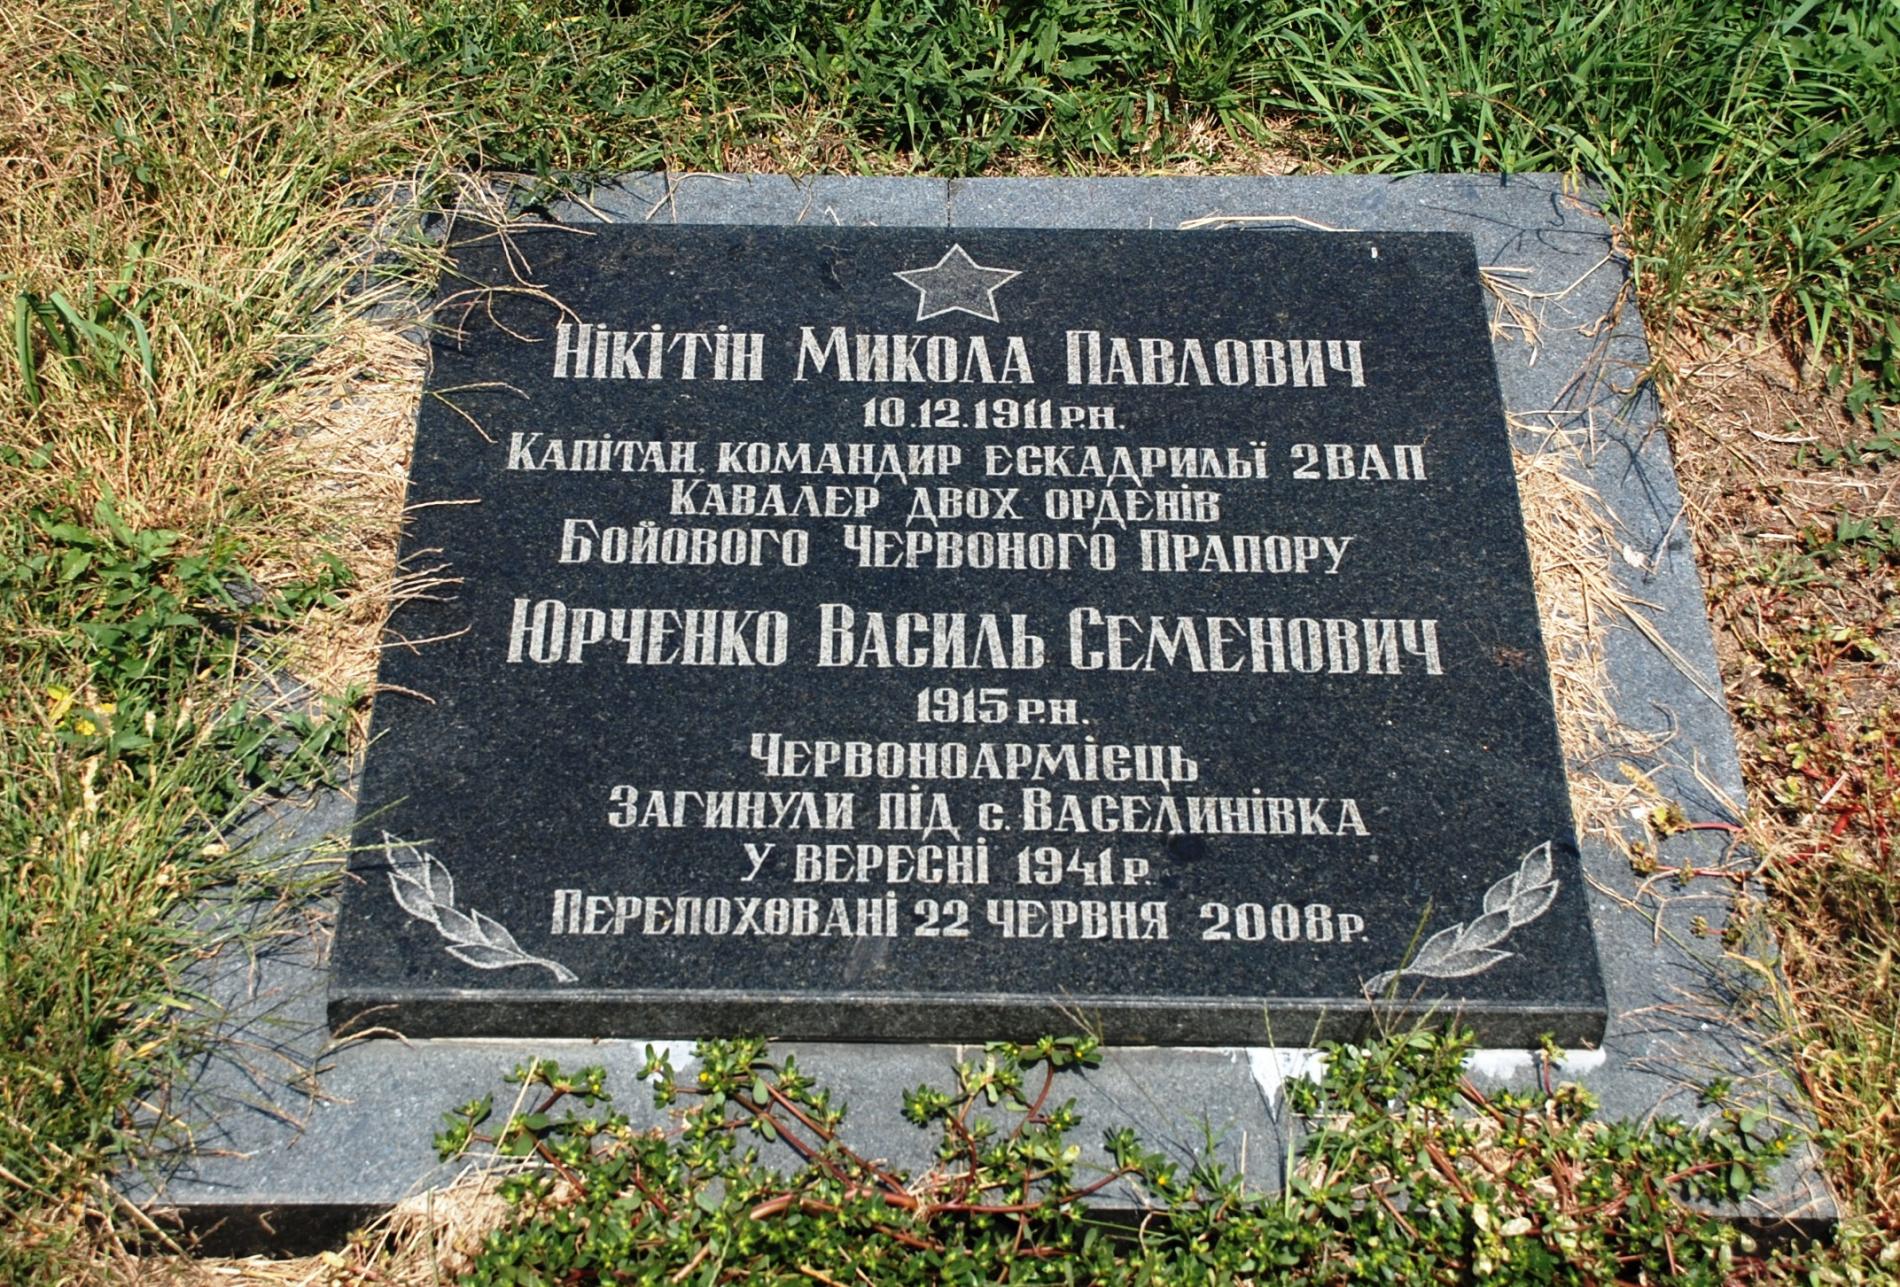 Нікітін Микола Павлович
10.12.1911 р.н.
Капітан, командир ескадрильї 2ВАП
Кавалер двох орденів
Бойового Червоного Прапору
Юрченко Василь Семенович
1915 р.н.
Червоноармієць
Загинули під с. Васелинівка
у вересні 1941 р.
Перепоховані 22 червня 2008 р.